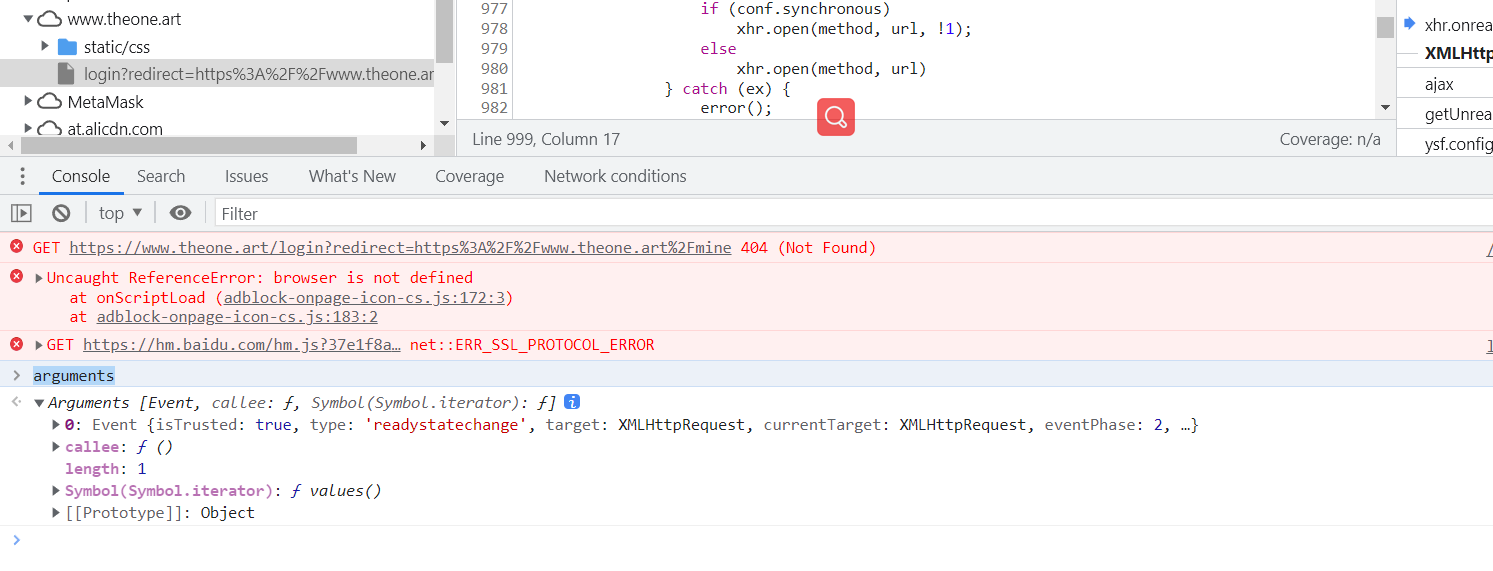 www.theone.art
static/css
login?redirect=https%3A%2F%2Fwww.theone.ar
MetaMask
at.alicdn.com
977 if (conf.synchronous)
978 xhr.open(method, url, !1);
979 else
980 xhr.open(method, url)
981 } catch (ex) {
982 error();
Line 999, Column 17 Coverage: n/a
xhr.onrea
XMLHttp
ajax
getUnrea
ysf.config
Console Search Issues What's New Coverage Network conditions
top Filter
GET https://www.theone.art/login?redirect=https%3A%2F%2Fwww.theone.art%2Fmine 404 (Not Found)
Uncaught ReferenceError: browser is not defined
at onScriptLoad (adblock-onpage-icon-cs.js:172:3)
at adblock-onpage-icon-cs.js:183:2
GET https://hm.baidu.com/hm.js?37e1f8a… net::ERR_SSL_PROTOCOL_ERROR
arguments
Arguments [Event, callee: ƒ, Symbol(Symbol.iterator): ƒ]
0: Event {isTrusted: true, type: 'readystatechange', target: XMLHttpRequest, currentTarget: XMLHttpRequest, eventPhase: 2, …}
callee: ƒ ()
length: 1
Symbol(Symbol.iterator): ƒ values()
[[Prototype]]: Object